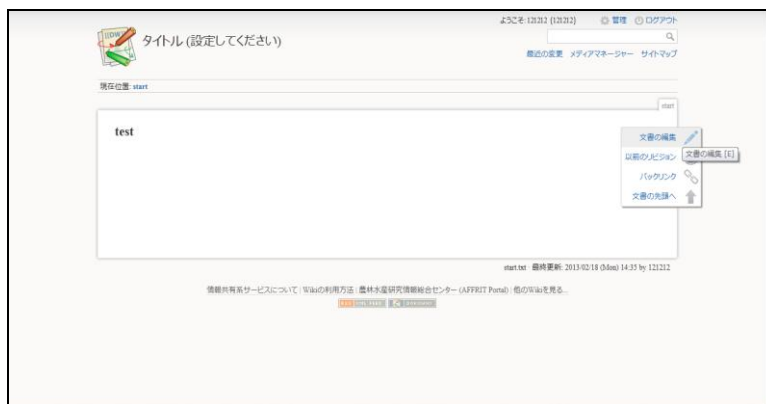 ようこそ: 121212 (121212) 管理 ログアウト
タイトル (設定してください)
最近の変更 メディアマネージャー サイトマップ
現在位置: start
start
test
文書の編集
文書の編集 [E]
以前のリビジョン
バックリンク
文書の先頭へ
start.txt · 最終更新: 2013/02/18 (Mon) 14:35 by 121212
情報共有系サービスについて | Wikiの利用方法 | 農林水産研究情報総合センター (AFFRIT Portal) | 他のWikiを見る...